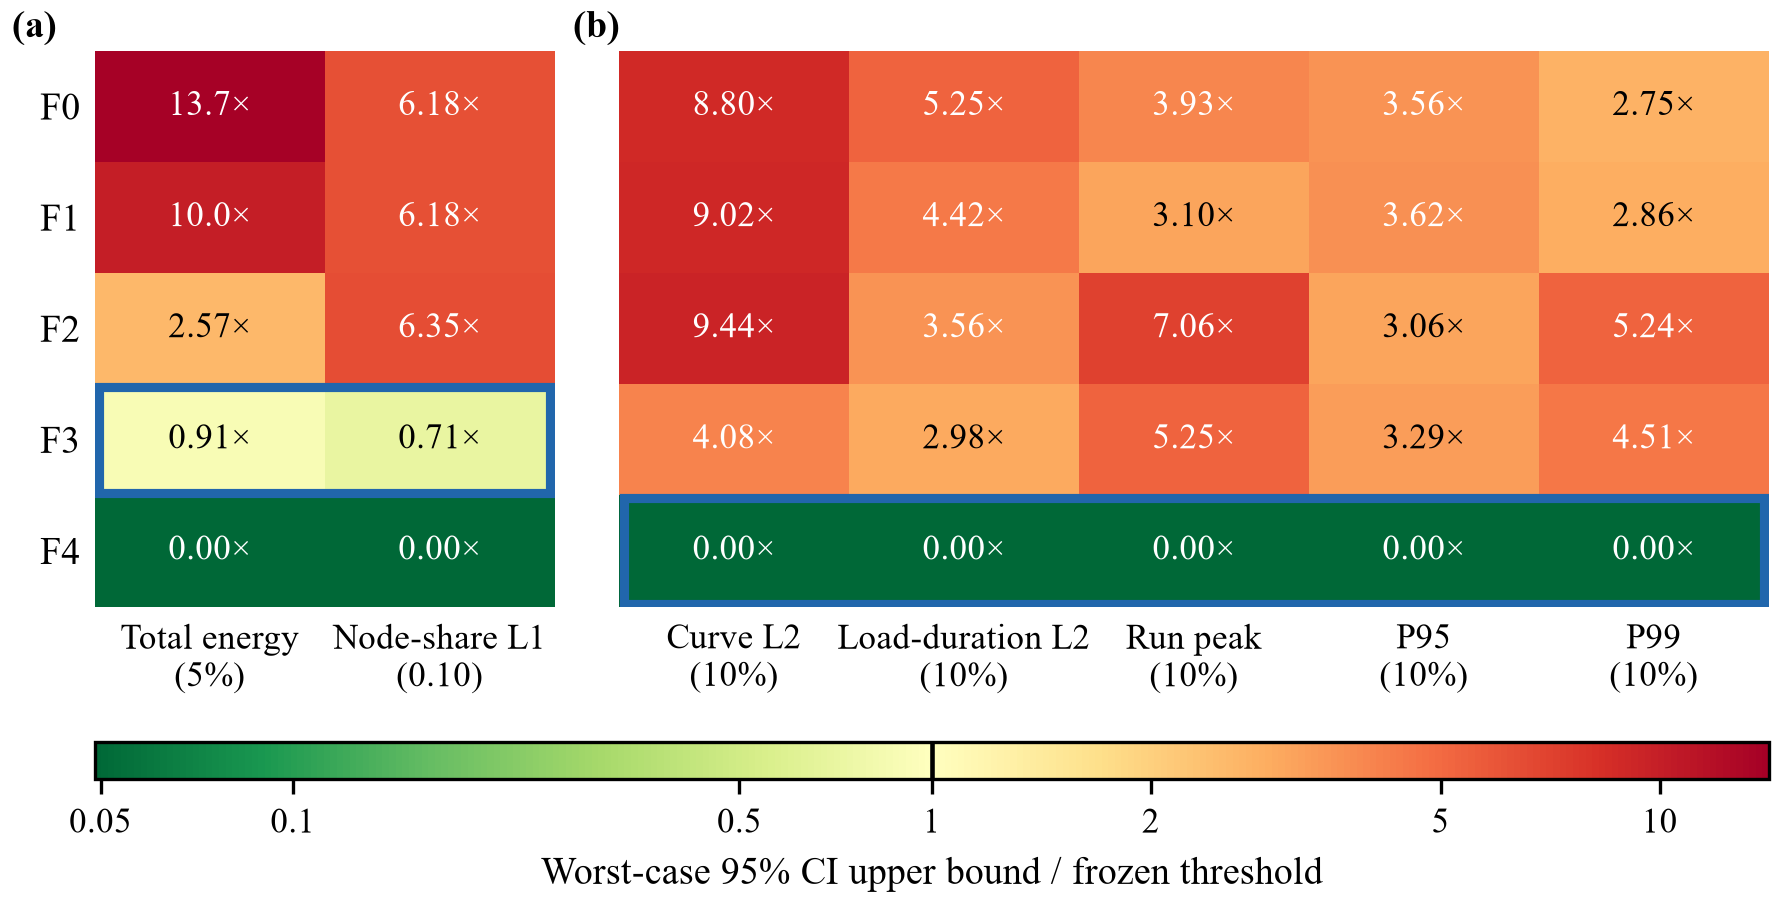 (a) (b)
F0 13.7× 6.18× 8.80× 5.25× 3.93× 3.56× 2.75×
F1 10.0× 6.18× 9.02× 4.42× 3.10× 3.62× 2.86×
F2 2.57× 6.35× 9.44× 3.56× 7.06× 3.06× 5.24×
F3 0.91× 0.71× 4.08× 2.98× 5.25× 3.29× 4.51×
F4 0.00× 0.00× 0.00× 0.00× 0.00× 0.00× 0.00×
Total energy Node-share L1 Curve L2 Load-duration L2 Run peak P95 P99
(5%) (0.10) (10%) (10%) (10%) (10%) (10%)
0.05 0.1 0.5 1 2 5 10
Worst-case 95% CI upper bound / frozen threshold